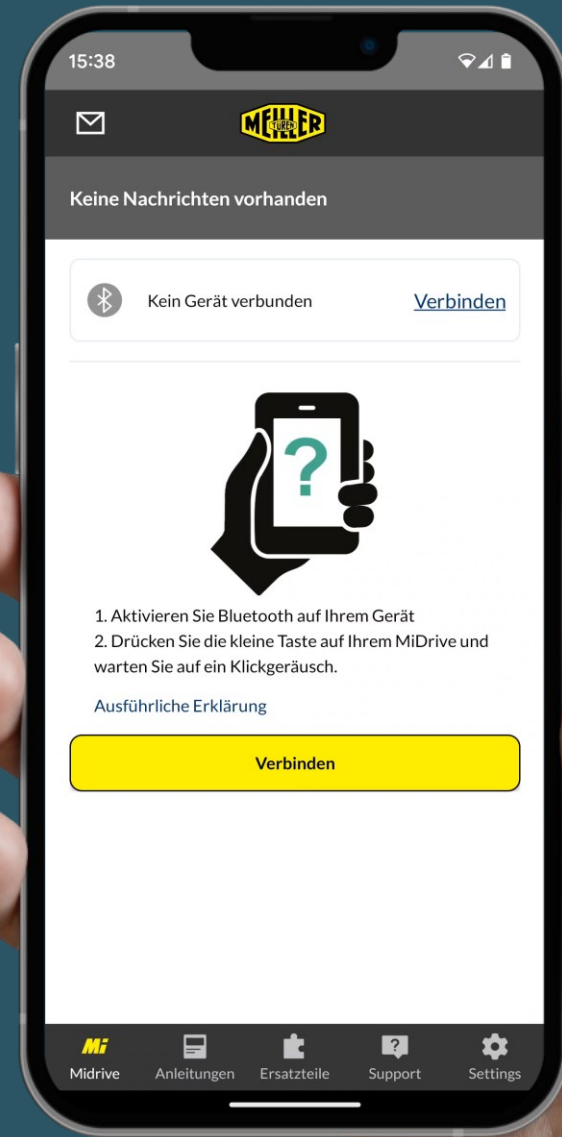 15:38
MEILLER
TÜREN
Keine Nachrichten vorhanden
Kein Gerät verbunden Verbinden
?
1. Aktivieren Sie Bluetooth auf Ihrem Gerät
2. Drücken Sie die kleine Taste auf Ihrem MiDrive und
warten Sie auf ein Klickgeräusch.
Ausführliche Erklärung
Verbinden
Mi
?
Midrive Anleitungen Ersatzteile Support Settings